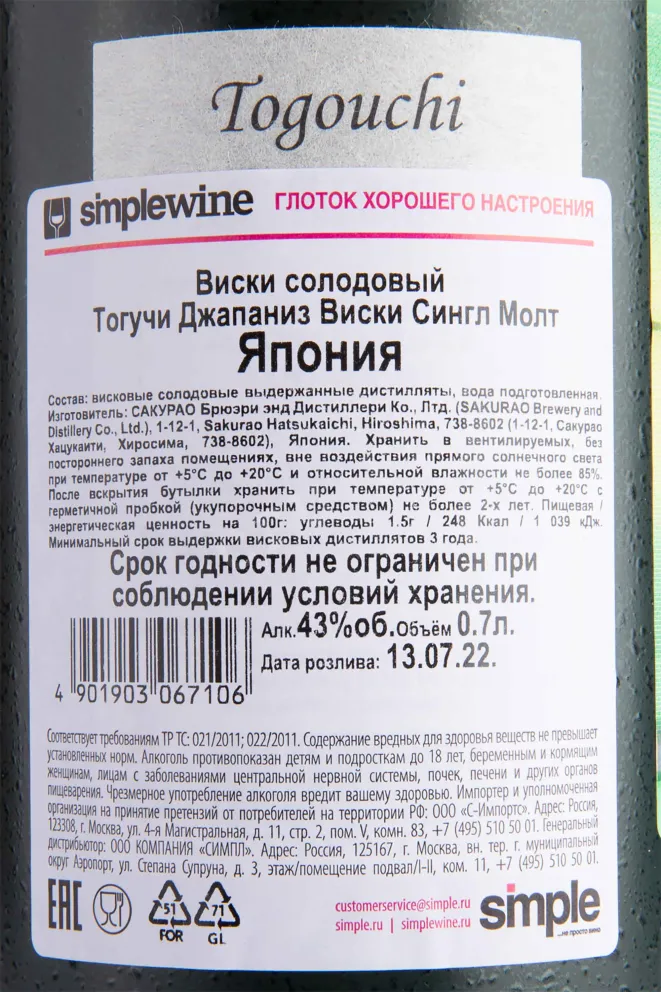 Togouchi
simplewine ГЛОТОК ХОРОШЕГО НАСТРОЕНИЯ
Виски солодовый
Тогучи Джапаниз Виски Сингл Молт
Япония
Состав: висковые солодовые выдержанные дистилляты, вода подготовленная.
Изготовитель: САКУРАО Брюэри энд Дистиллери Ко., Лтд. (SAKURAO Brewery and
Distillery Co., Ltd.), 1-12-1, Sakurao Hatsukaichi, Hiroshima, 738-8602 (1-12-1, Сакурао
Хацукаити, Хиросима, 738-8602), Япония. Хранить в вентилируемых, без
постороннего запаха помещениях, вне воздействия прямого солнечного света
при температуре от +5°С до +20°С и относительной влажности не более 85%.
После вскрытия бутылки хранить при температуре от +5°С до +20°С с
герметичной пробкой (укупорочным средством) не более 2-х лет. Пищевая /
энергетическая ценность на 100г: углеводы 1.5г / 248 Ккал / 1 039 кДж.
Минимальный срок выдержки висковых дистиллятов 3 года.
Срок годности не ограничен при
соблюдении условий хранения.
Алк.43%об.Объём 0.7л.
Дата розлива: 13.07.22.
4 901903 067106
Соответствует требованиям ТР ТС: 021/2011; 022/2011. Содержание вредных для здоровья веществ не превышает
установленных норм. Алкоголь противопоказан детям и подросткам до 18 лет, беременным и кормящим
женщинам, лицам с заболеваниями центральной нервной системы, почек, печени и других органов
пищеварения. Чрезмерное употребление алкоголя вредит вашему здоровью. Импортер и уполномоченная
организация на принятие претензий от потребителей на территории РФ: ООО «С-Импортс». Адрес: Россия,
123308, г. Москва, ул. 4-я Магистральная, д. 11, стр. 2, пом. V, комн. 83, +7 (495) 510 50 01. Генеральный
дистрибьютор: ООО КОМПАНИЯ «СИМПЛ». Адрес: Россия, 125167, г. Москва, вн. тер. г. муниципальный
округ Аэропорт, ул. Степана Супруна, д. 3, этаж/помещение подвал/I-II, ком. 11, +7 (495) 510 50 01.
EAC
51 71
FOR GL
customerservice@simple.ru
simple.ru | simplewine.ru
simple
...не просто вино